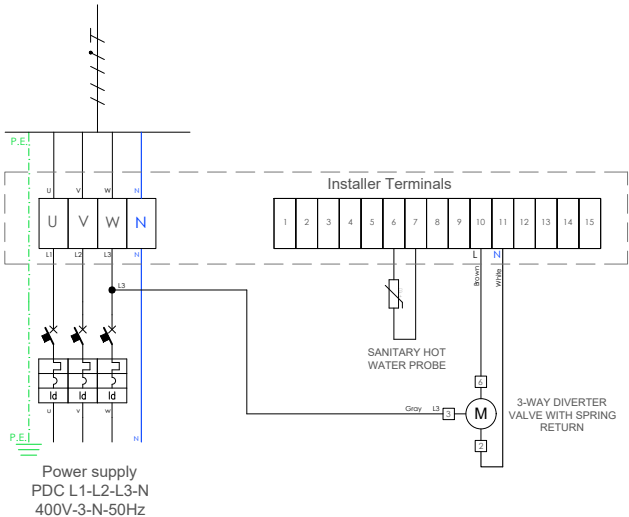 P.E.
Installer Terminals
U V W N
U V W N
1 2 3 4 5 6 7 8 9 10 11 12 13 14 15
L1 L2 L3 N
L N
Brown
White
L3
SANITARY HOT
WATER PROBE
6
3-WAY DIVERTER
VALVE WITH SPRING
RETURN
Id Id Id
Gray L3 3 M
U V W N
2
P.E.
Power supply
PDC L1-L2-L3-N
400V-3-N-50Hz